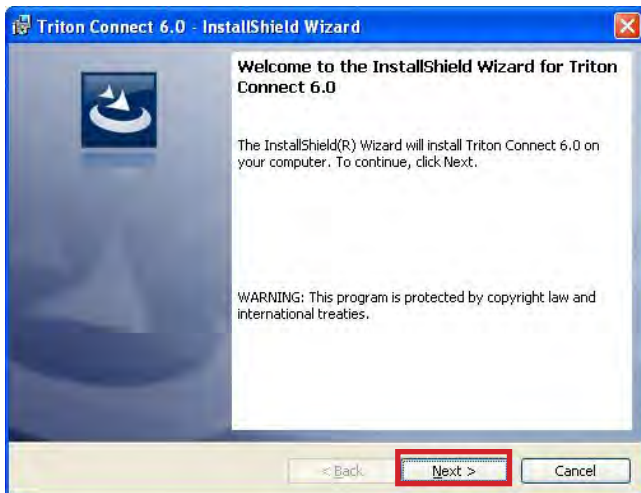 Triton Connect 6.0 - InstallShield Wizard
Welcome to the InstallShield Wizard for Triton
Connect 6.0
The InstallShield(R) Wizard will install Triton Connect 6.0 on
your computer. To continue, click Next.
WARNING: This program is protected by copyright law and
international treaties.
< Back Next > Cancel